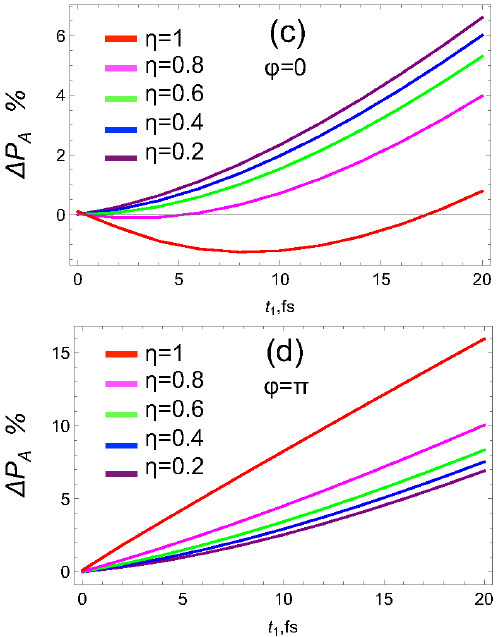 (c)
φ=0
η=1
η=0.8
η=0.6
η=0.4
η=0.2
ΔP_A %
6
4
2
0
0 5 10 15 20
t₁,fs
(d)
φ=π
η=1
η=0.8
η=0.6
η=0.4
η=0.2
ΔP_A %
15
10
5
0
0 5 10 15 20
t₁,fs